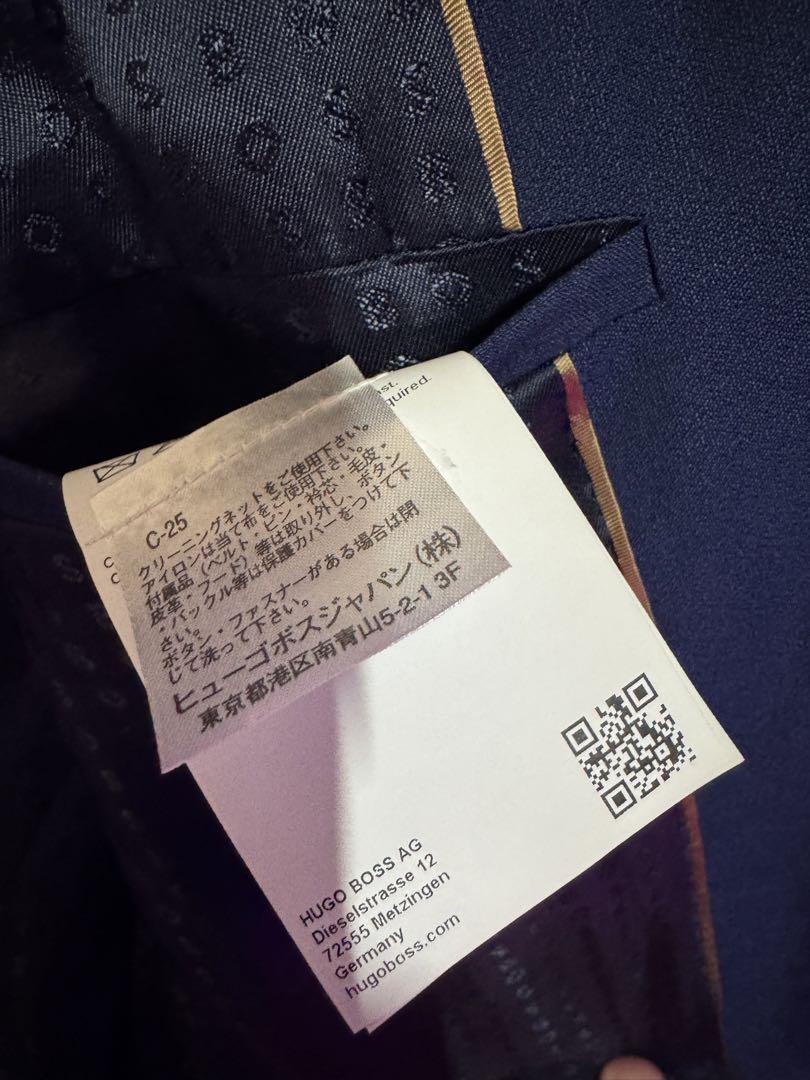 st.
quired.
C-25
クリーニングネットをご使用下さい。
アイロンは当て布をご使用下さい。
付属品（ベルト・ピン・衿芯・毛皮・
皮革・フード）等は取り外し、ボタン
・バックル等は保護カバーをつけて下
さい。
ボタン・ファスナーがある場合は閉
じて洗って下さい。
ヒューゴボスジャパン（株）
東京都港区南青山5-2-1 3F
HUGO BOSS AG
Dieselstrasse 12
72555 Metzingen
Germany
hugoboss.com